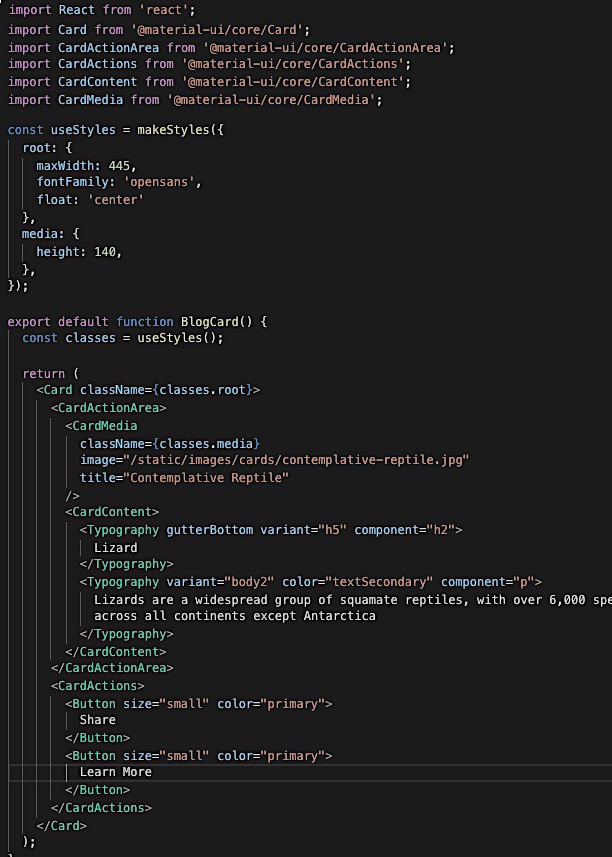 import React from 'react';
import Card from '@material-ui/core/Card';
import CardActionArea from '@material-ui/core/CardActionArea';
import CardActions from '@material-ui/core/CardActions';
import CardContent from '@material-ui/core/CardContent';
import CardMedia from '@material-ui/core/CardMedia';

const useStyles = makeStyles({
  root: {
    maxWidth: 445,
    fontFamily: 'opensans',
    float: 'center'
  },
  media: {
    height: 140,
  },
});

export default function BlogCard() {
  const classes = useStyles();

  return (
    <Card className={classes.root}>
      <CardActionArea>
        <CardMedia
          className={classes.media}
          image="/static/images/cards/contemplative-reptile.jpg"
          title="Contemplative Reptile"
        />
        <CardContent>
          <Typography gutterBottom variant="h5" component="h2">
            Lizard
          </Typography>
          <Typography variant="body2" color="textSecondary" component="p">
            Lizards are a widespread group of squamate reptiles, with over 6,000 spe
            across all continents except Antarctica
          </Typography>
        </CardContent>
      </CardActionArea>
      <CardActions>
        <Button size="small" color="primary">
          Share
        </Button>
        <Button size="small" color="primary">
          Learn More
        </Button>
      </CardActions>
    </Card>
  );